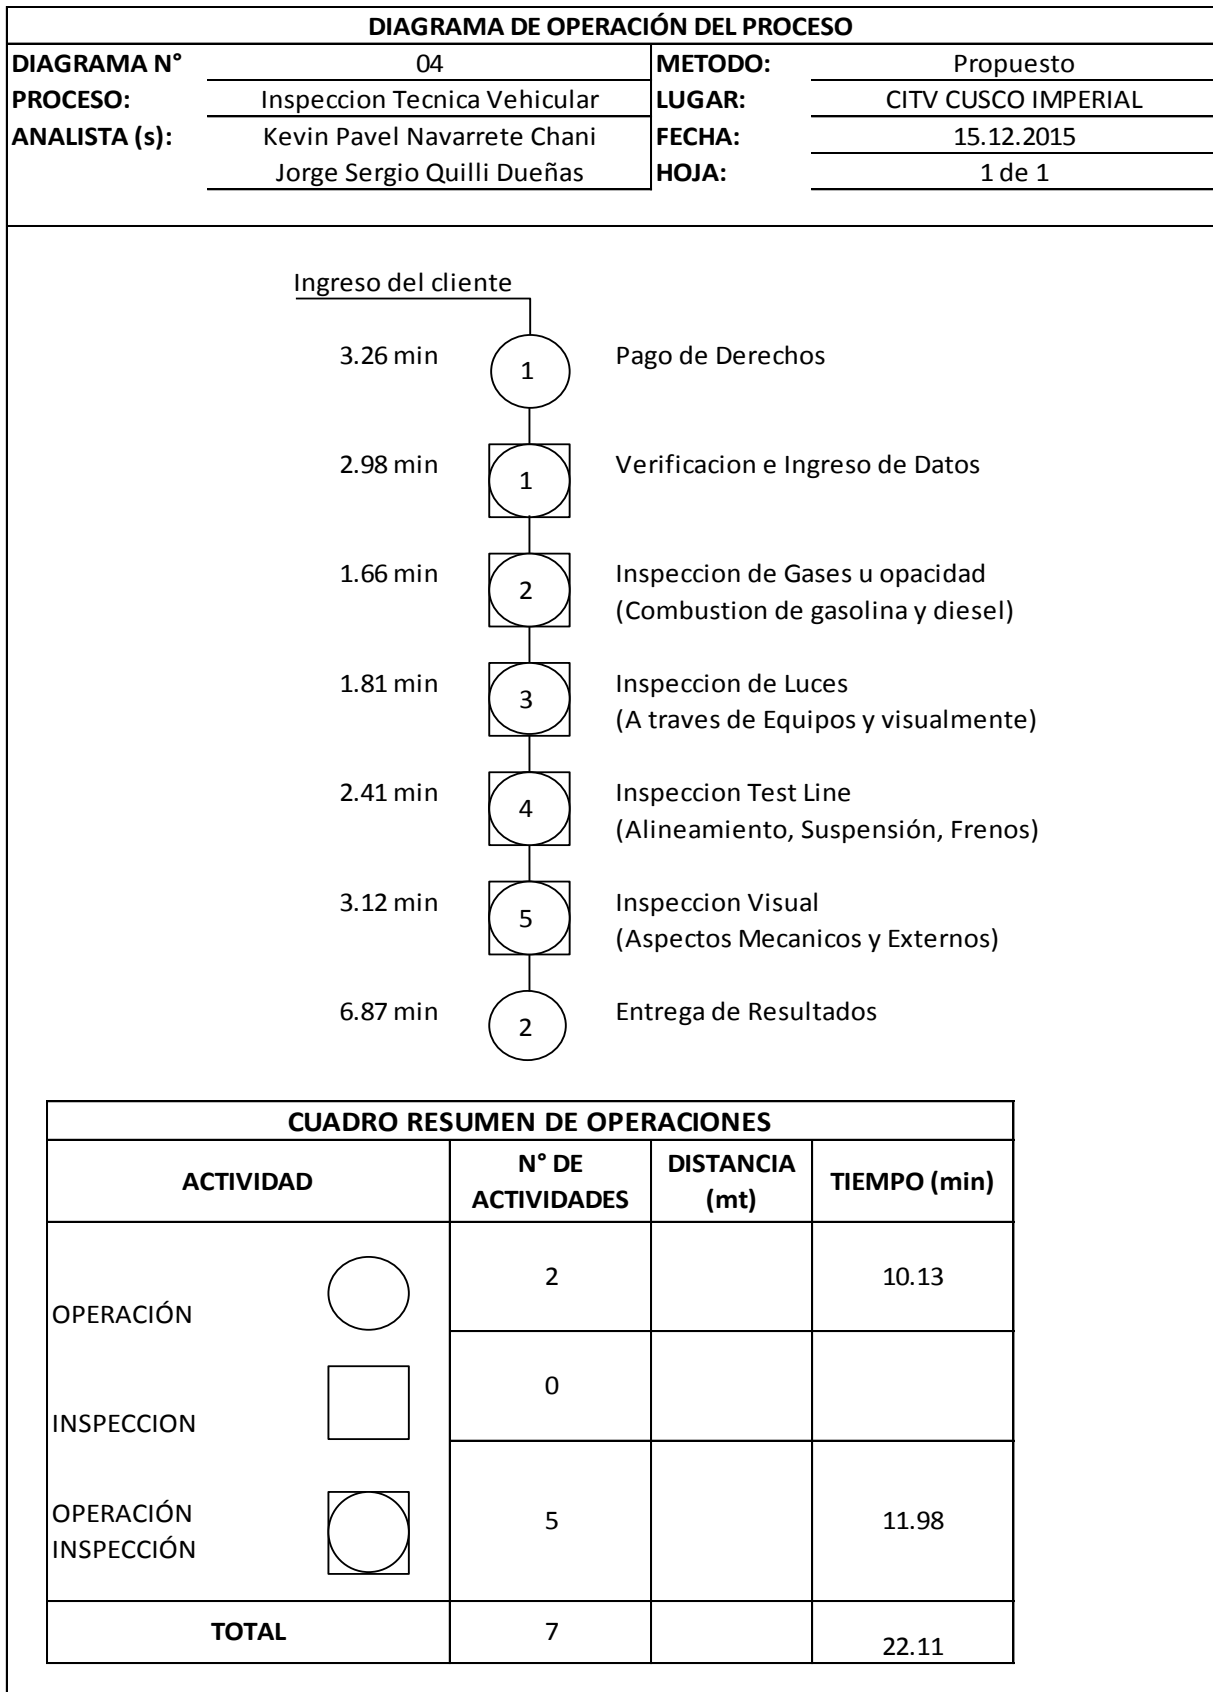 DIAGRAMA DE OPERACIÓN DEL PROCESO
DIAGRAMA N° 04 METODO: Propuesto
PROCESO: Inspeccion Tecnica Vehicular LUGAR: CITV CUSCO IMPERIAL
ANALISTA (s): Kevin Pavel Navarrete Chani FECHA: 15.12.2015
Jorge Sergio Quilli Dueñas HOJA: 1 de 1
Ingreso del cliente
3.26 min 1 Pago de Derechos
2.98 min 1 Verificacion e Ingreso de Datos
1.66 min 2 Inspeccion de Gases u opacidad
(Combustion de gasolina y diesel)
1.81 min 3 Inspeccion de Luces
(A traves de Equipos y visualmente)
2.41 min 4 Inspeccion Test Line
(Alineamiento, Suspensión, Frenos)
3.12 min 5 Inspeccion Visual
(Aspectos Mecanicos y Externos)
6.87 min 2 Entrega de Resultados
CUADRO RESUMEN DE OPERACIONES
ACTIVIDAD N° DE ACTIVIDADES DISTANCIA (mt) TIEMPO (min)
OPERACIÓN 2 10.13
INSPECCION 0
OPERACIÓN INSPECCIÓN 5 11.98
TOTAL 7 22.11